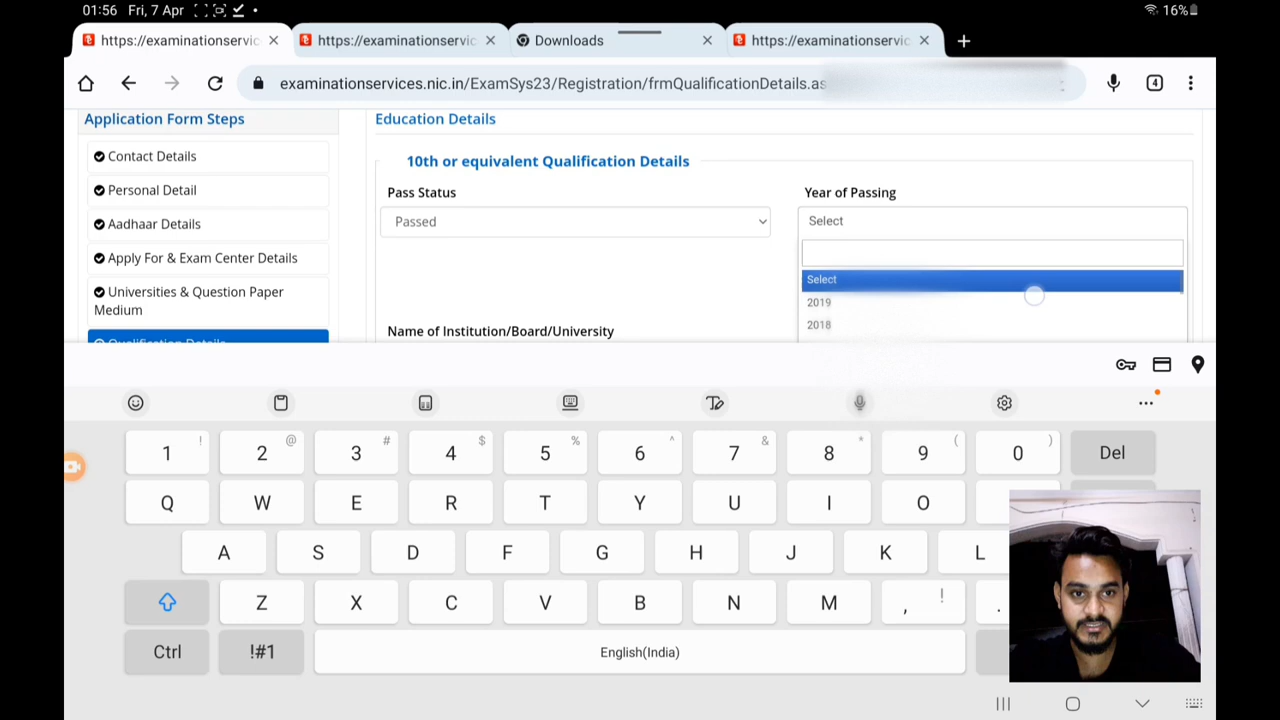 01:56 Fri, 7 Apr
16%
https://examinationservic
https://examinationservic
Downloads
https://examinationservic
examinationservices.nic.in/ExamSys23/Registration/frmQualificationDetails.as
4
Application Form Steps
Contact Details
Personal Detail
Aadhaar Details
Apply For & Exam Center Details
Universities & Question Paper
Medium
Qualification Details
Education Details
10th or equivalent Qualification Details
Pass Status
Passed
Year of Passing
Select
Select
2019
2018
Name of Institution/Board/University
1 ! 2 @ 3 # 4 $ 5 % 6 ^ 7 & 8 * 9 ( 0 ) Del
Q W E R T Y U I O
A S D F G H J K L
Z X C V B N M , ! .
Ctrl !#1 English(India)